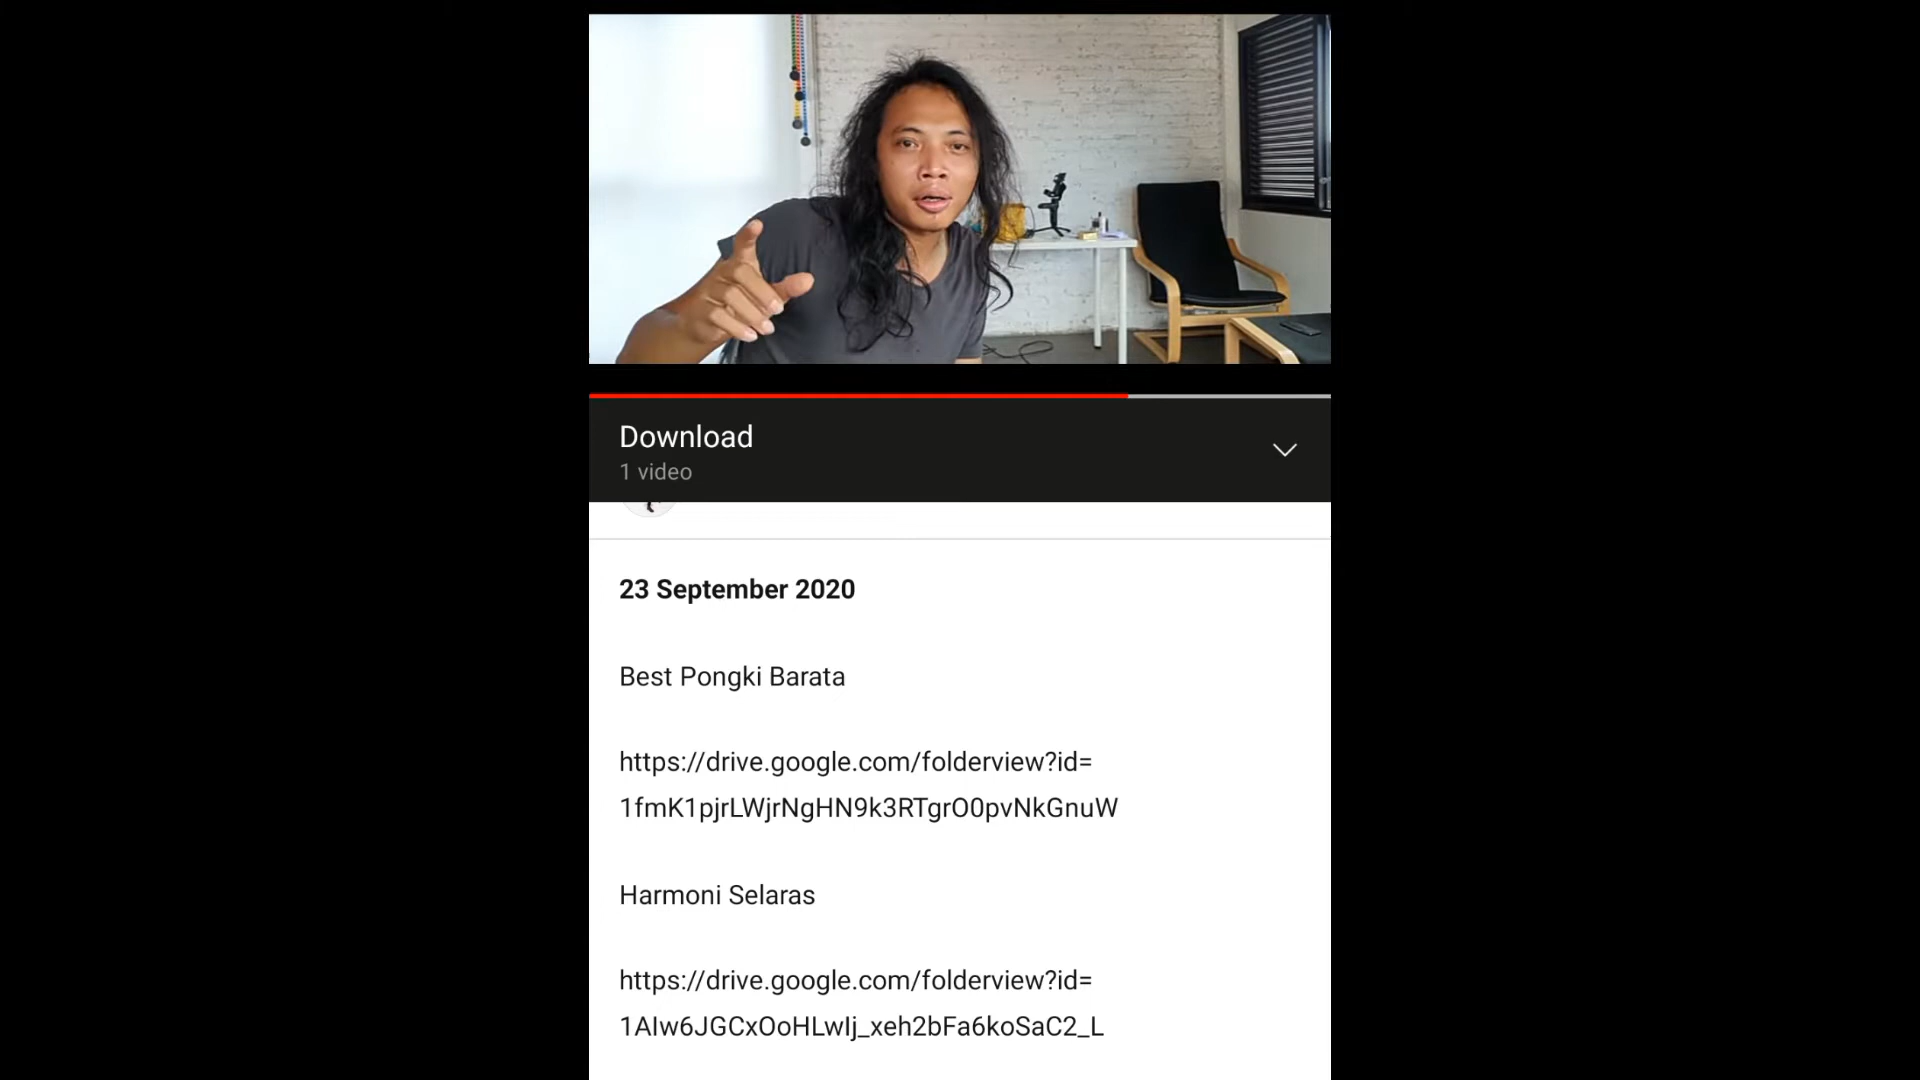 Download
1 video
23 September 2020
Best Pongki Barata
https://drive.google.com/folderview?id=
1fmK1pjrLWjrNgHN9k3RTgrO0pvNkGnuW
Harmoni Selaras
https://drive.google.com/folderview?id=
1AIw6JGCxOoHLwIj_xeh2bFa6koSaC2_L